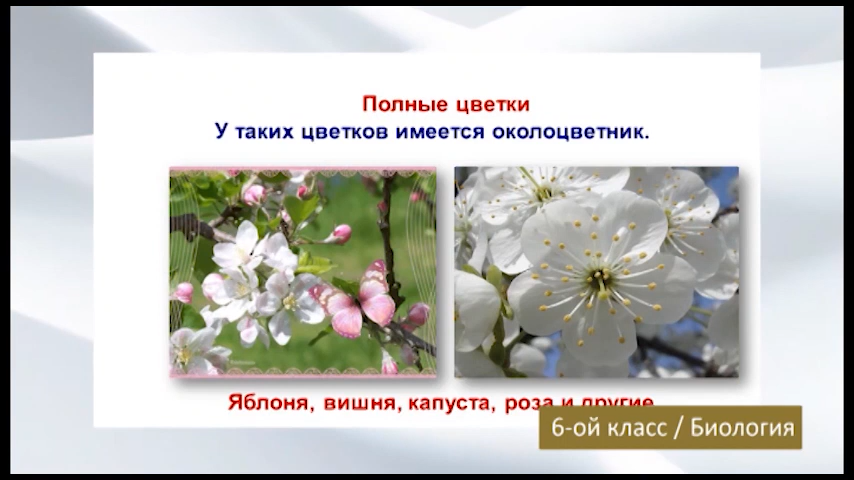 Полные цветки
У таких цветков имеется околоцветник.
Яблоня, вишня, капуста, роза и другие
6-ой класс / Биология